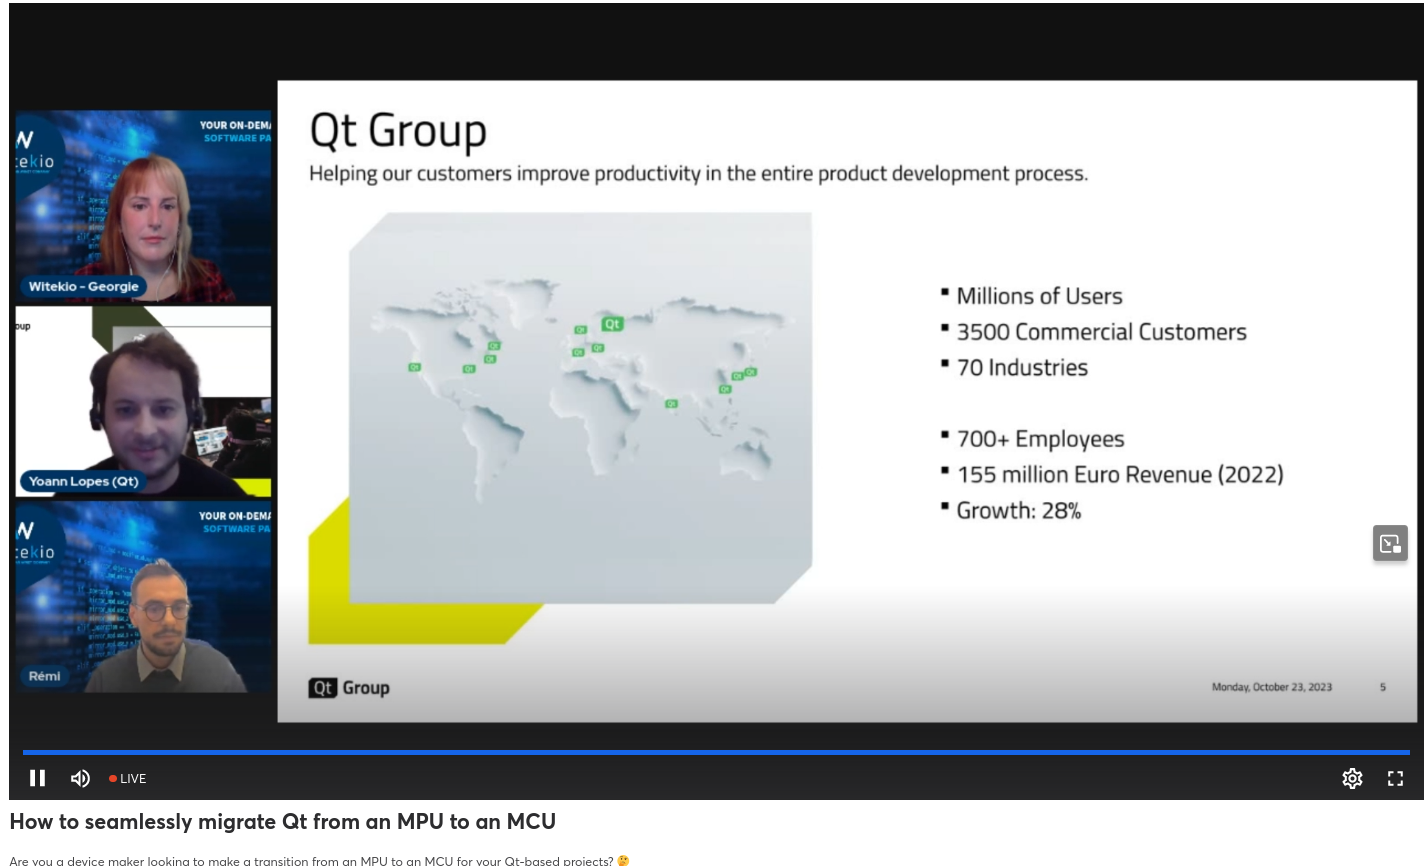 YOUR ON-DEMA
SOFTWARE PA
W
tekio
Witekio - Georgie
oup
Yoann Lopes (Qt)
YOUR ON-DEMA
SOFTWARE PA
W
tekio
Rémi
Qt Group
Helping our customers improve productivity in the entire product development process.
Qt
Qt
Qt
Qt
Qt
Qt
Qt
Qt
Qt
Qt
Qt
Qt
▪ Millions of Users
▪ 3500 Commercial Customers
▪ 70 Industries
▪ 700+ Employees
▪ 155 million Euro Revenue (2022)
▪ Growth: 28%
Qt Group
Monday, October 23, 2023 5
LIVE
How to seamlessly migrate Qt from an MPU to an MCU
Are you a device maker looking to make a transition from an MPU to an MCU for your Qt-based projects? 🤔